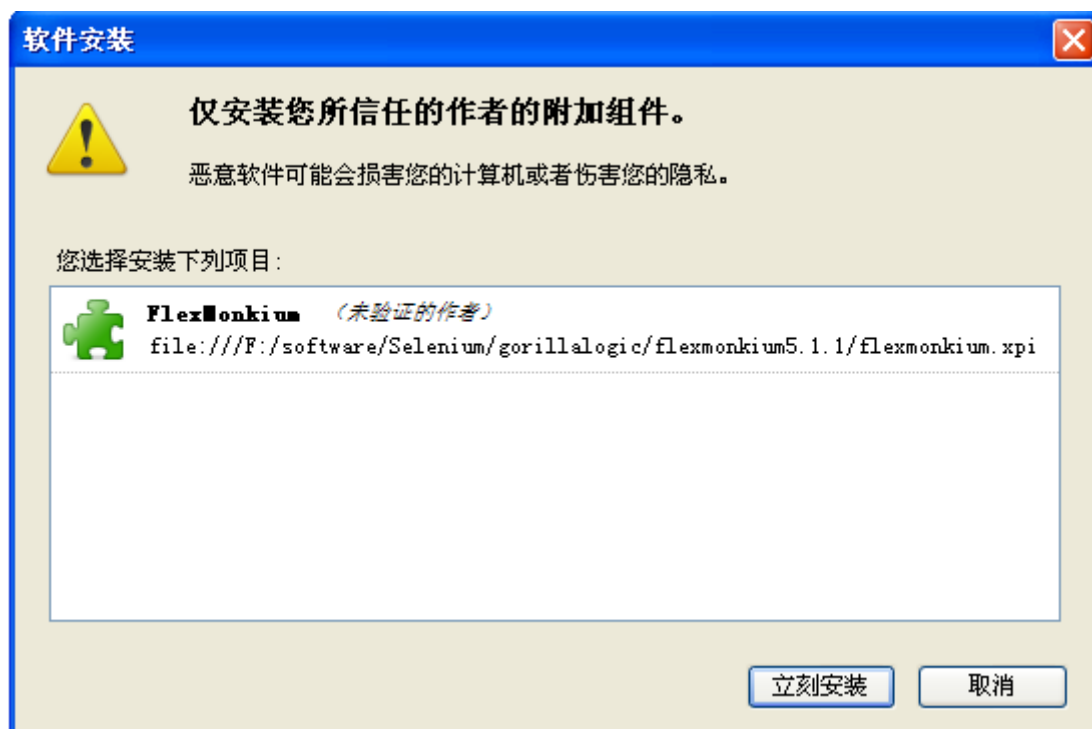 软件安装
仅安装您所信任的作者的附加组件。
恶意软件可能会损害您的计算机或者伤害您的隐私。
您选择安装下列项目:
FlexMonkium (未验证的作者)
file:///F:/software/Selenium/gorillalogic/flexmonkium5.1.1/flexmonkium.xpi
立刻安装
取消